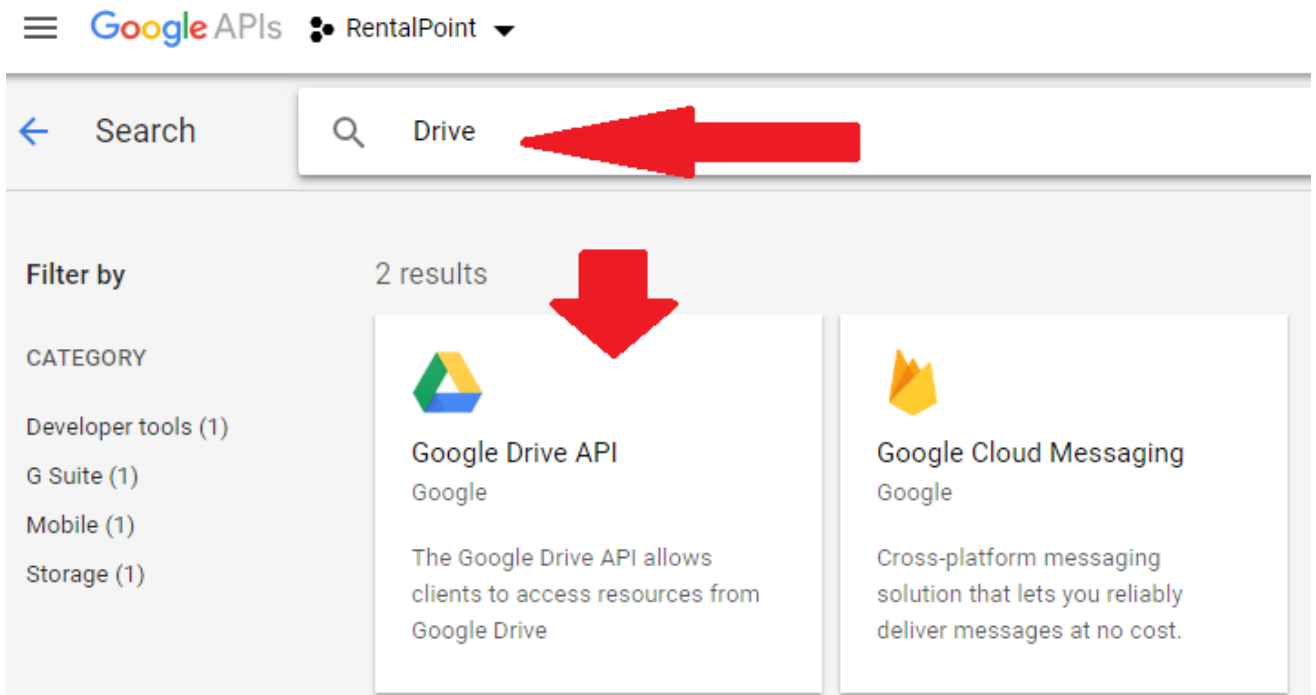 Google APIs RentalPoint
Search Drive
Filter by
2 results
CATEGORY
Developer tools (1)
G Suite (1)
Mobile (1)
Storage (1)
Google Drive API
Google
The Google Drive API allows
clients to access resources from
Google Drive
Google Cloud Messaging
Google
Cross-platform messaging
solution that lets you reliably
deliver messages at no cost.